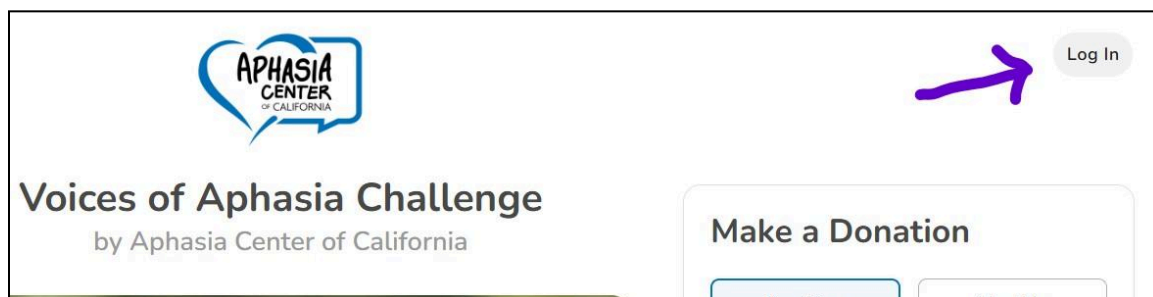 APHASIA
CENTER
OF CALIFORNIA
Log In
Voices of Aphasia Challenge
by Aphasia Center of California
Make a Donation